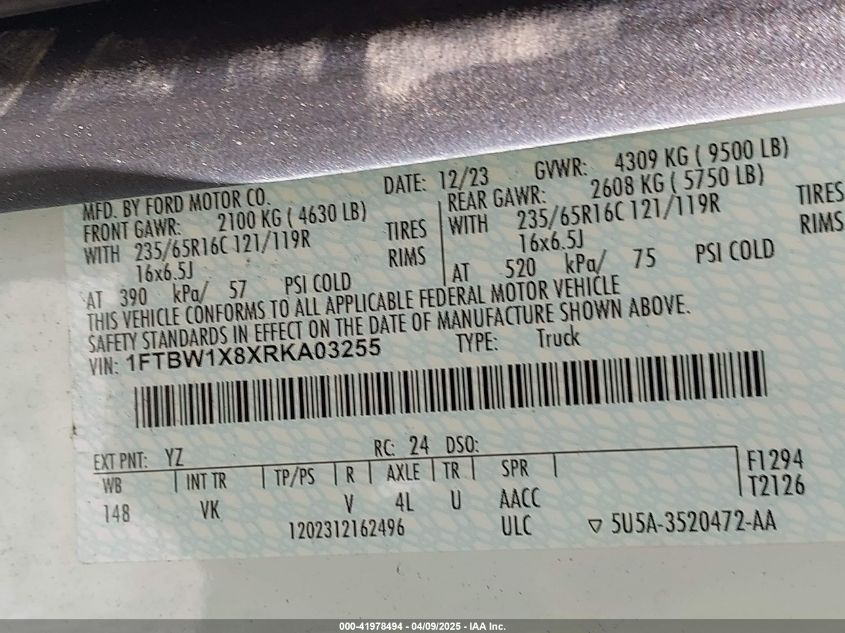 MFD. BY FORD MOTOR CO. DATE: 12/23 GVWR: 4309 KG ( 9500 LB)
FRONT GAWR: 2100 KG ( 4630 LB) REAR GAWR: 2608 KG ( 5750 LB)
WITH 235/65R16C 121/119R TIRES WITH 235/65R16C 121/119R TIRES
16x6.5J RIMS 16x6.5J RIMS
AT 390 kPa/ 57 PSI COLD AT 520 kPa/ 75 PSI COLD
THIS VEHICLE CONFORMS TO ALL APPLICABLE FEDERAL MOTOR VEHICLE
SAFETY STANDARDS IN EFFECT ON THE DATE OF MANUFACTURE SHOWN ABOVE.
VIN: 1FTBW1X8XRKA03255 TYPE: Truck
EXT PNT: YZ RC: 24 DSO:
WB INT TR TP/PS R AXLE TR SPR F1294
148 VK V 4L U AACC T2126
1202312162496 ULC ▽ 5U5A-3520472-AA
000-41978494 - 04/09/2025 - IAA Inc.